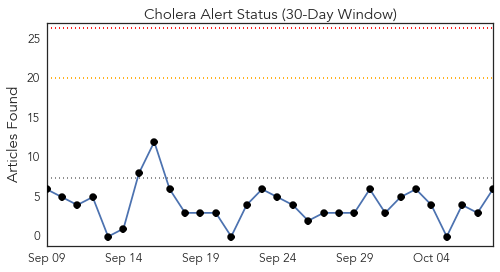 Cholera Alert Status (30-Day Window)
Articles Found
25
20
15
10
5
0
Sep 09 Sep 14 Sep 19 Sep 24 Sep 29 Oct 04